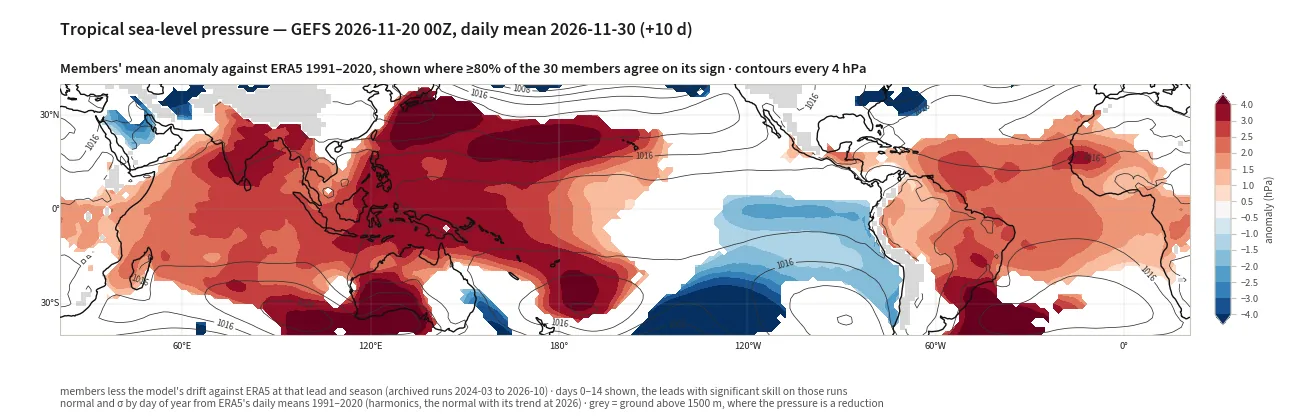 Tropical sea-level pressure — GEFS 2026-11-20 00Z, daily mean 2026-11-30 (+10 d)
Members' mean anomaly against ERA5 1991–2020, shown where ≥80% of the 30 members agree on its sign · contours every 4 hPa
30°N
0°
30°S
60°E
120°E
180°
120°W
60°W
0°
1016
1016
1008
1016
1016
1016
1016
1016
1016
1016
1016
1016
4.0
3.0
2.5
2.0
1.5
1.0
0.5
−0.5
−1.0
−1.5
−2.0
−2.5
−3.0
−4.0
anomaly (hPa)
members less the model's drift against ERA5 at that lead and season (archived runs 2024-03 to 2026-10) · days 0–14 shown, the leads with significant skill on those runs
normal and σ by day of year from ERA5's daily means 1991–2020 (harmonics, the normal with its trend at 2026) · grey = ground above 1500 m, where the pressure is a reduction